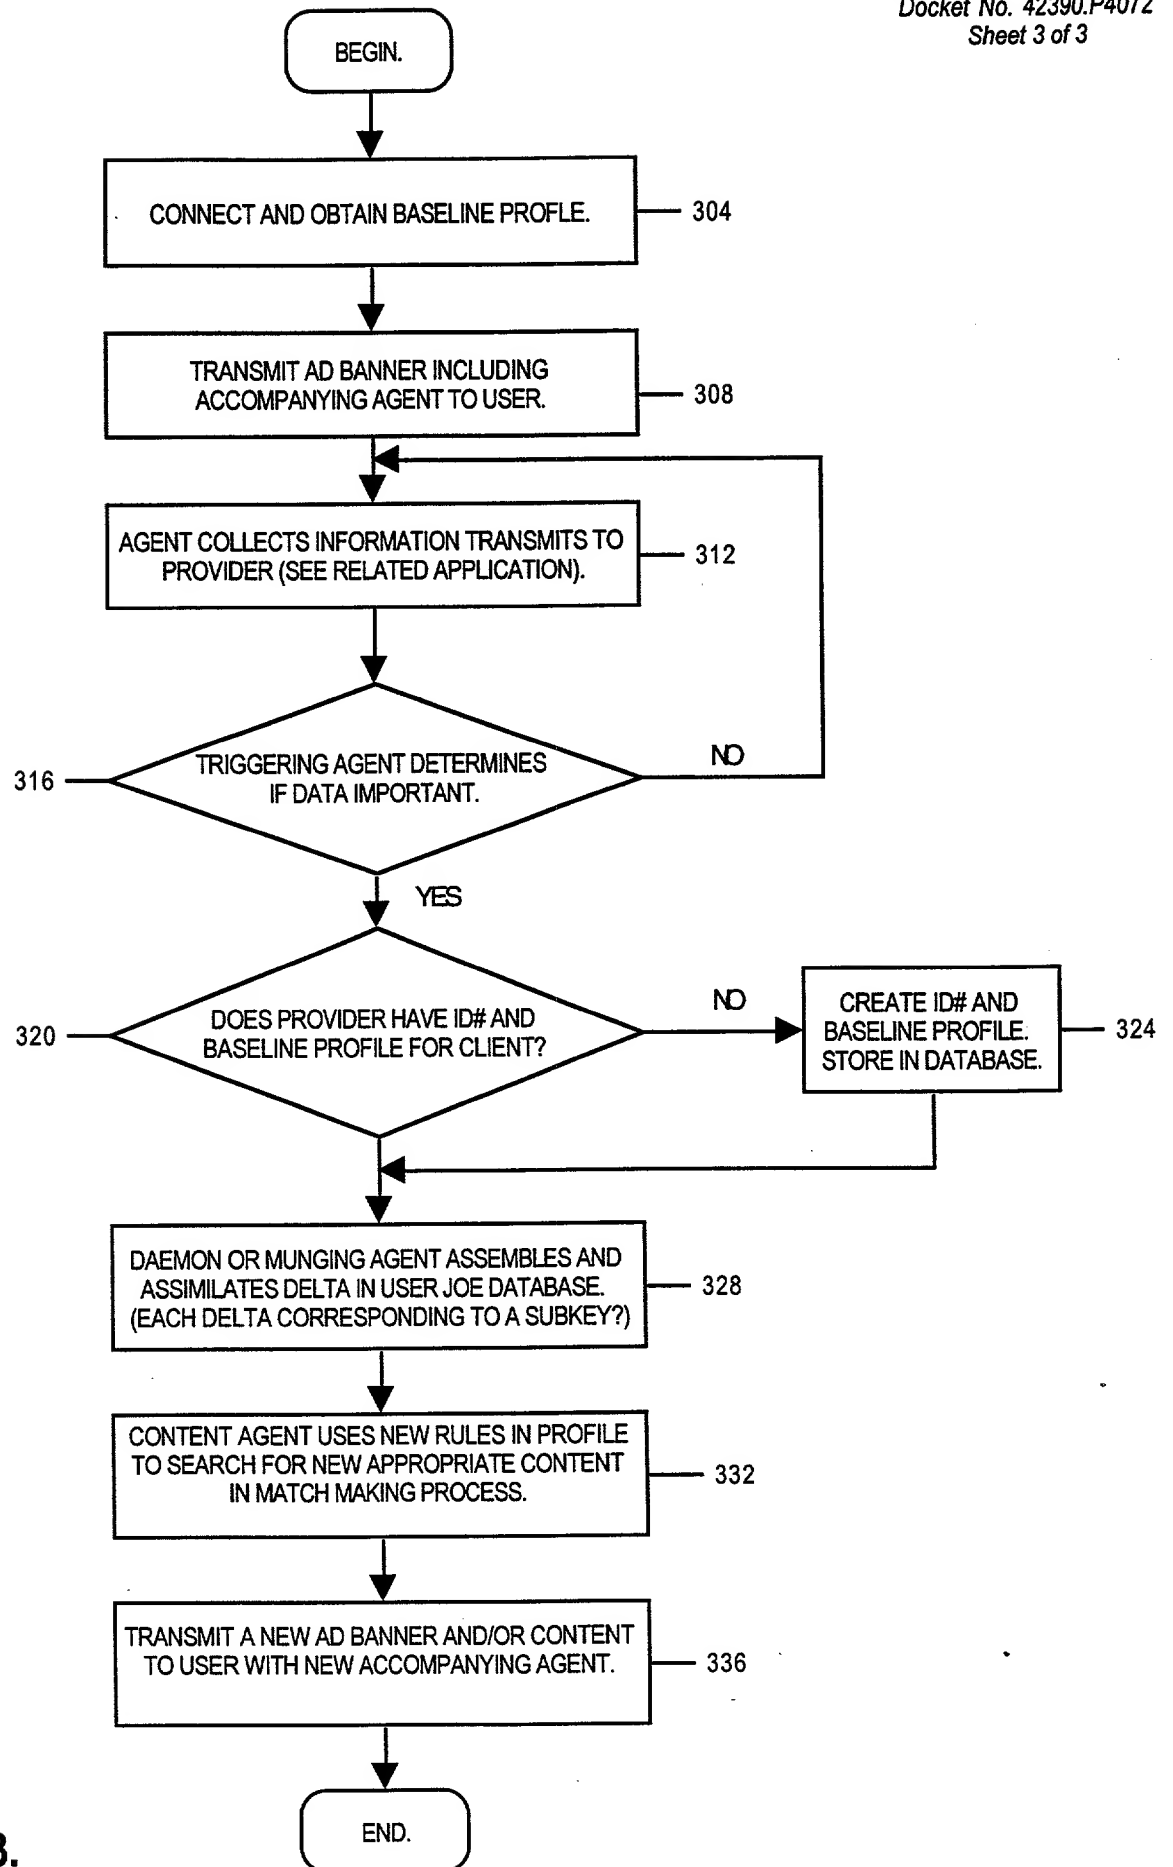 Docket No. 42390.P4072
Sheet 3 of 3
BEGIN.
CONNECT AND OBTAIN BASELINE PROFLE.
304
TRANSMIT AD BANNER INCLUDING
ACCOMPANYING AGENT TO USER.
308
AGENT COLLECTS INFORMATION TRANSMITS TO
PROVIDER (SEE RELATED APPLICATION).
312
TRIGGERING AGENT DETERMINES
IF DATA IMPORTANT.
316
NO
YES
DOES PROVIDER HAVE ID# AND
BASELINE PROFILE FOR CLIENT?
320
NO
CREATE ID# AND
BASELINE PROFILE.
STORE IN DATABASE.
324
DAEMON OR MUNGING AGENT ASSEMBLES AND
ASSIMILATES DELTA IN USER JOE DATABASE.
(EACH DELTA CORRESPONDING TO A SUBKEY?)
328
CONTENT AGENT USES NEW RULES IN PROFILE
TO SEARCH FOR NEW APPROPRIATE CONTENT
IN MATCH MAKING PROCESS.
332
TRANSMIT A NEW AD BANNER AND/OR CONTENT
TO USER WITH NEW ACCOMPANYING AGENT.
336
END.
3.